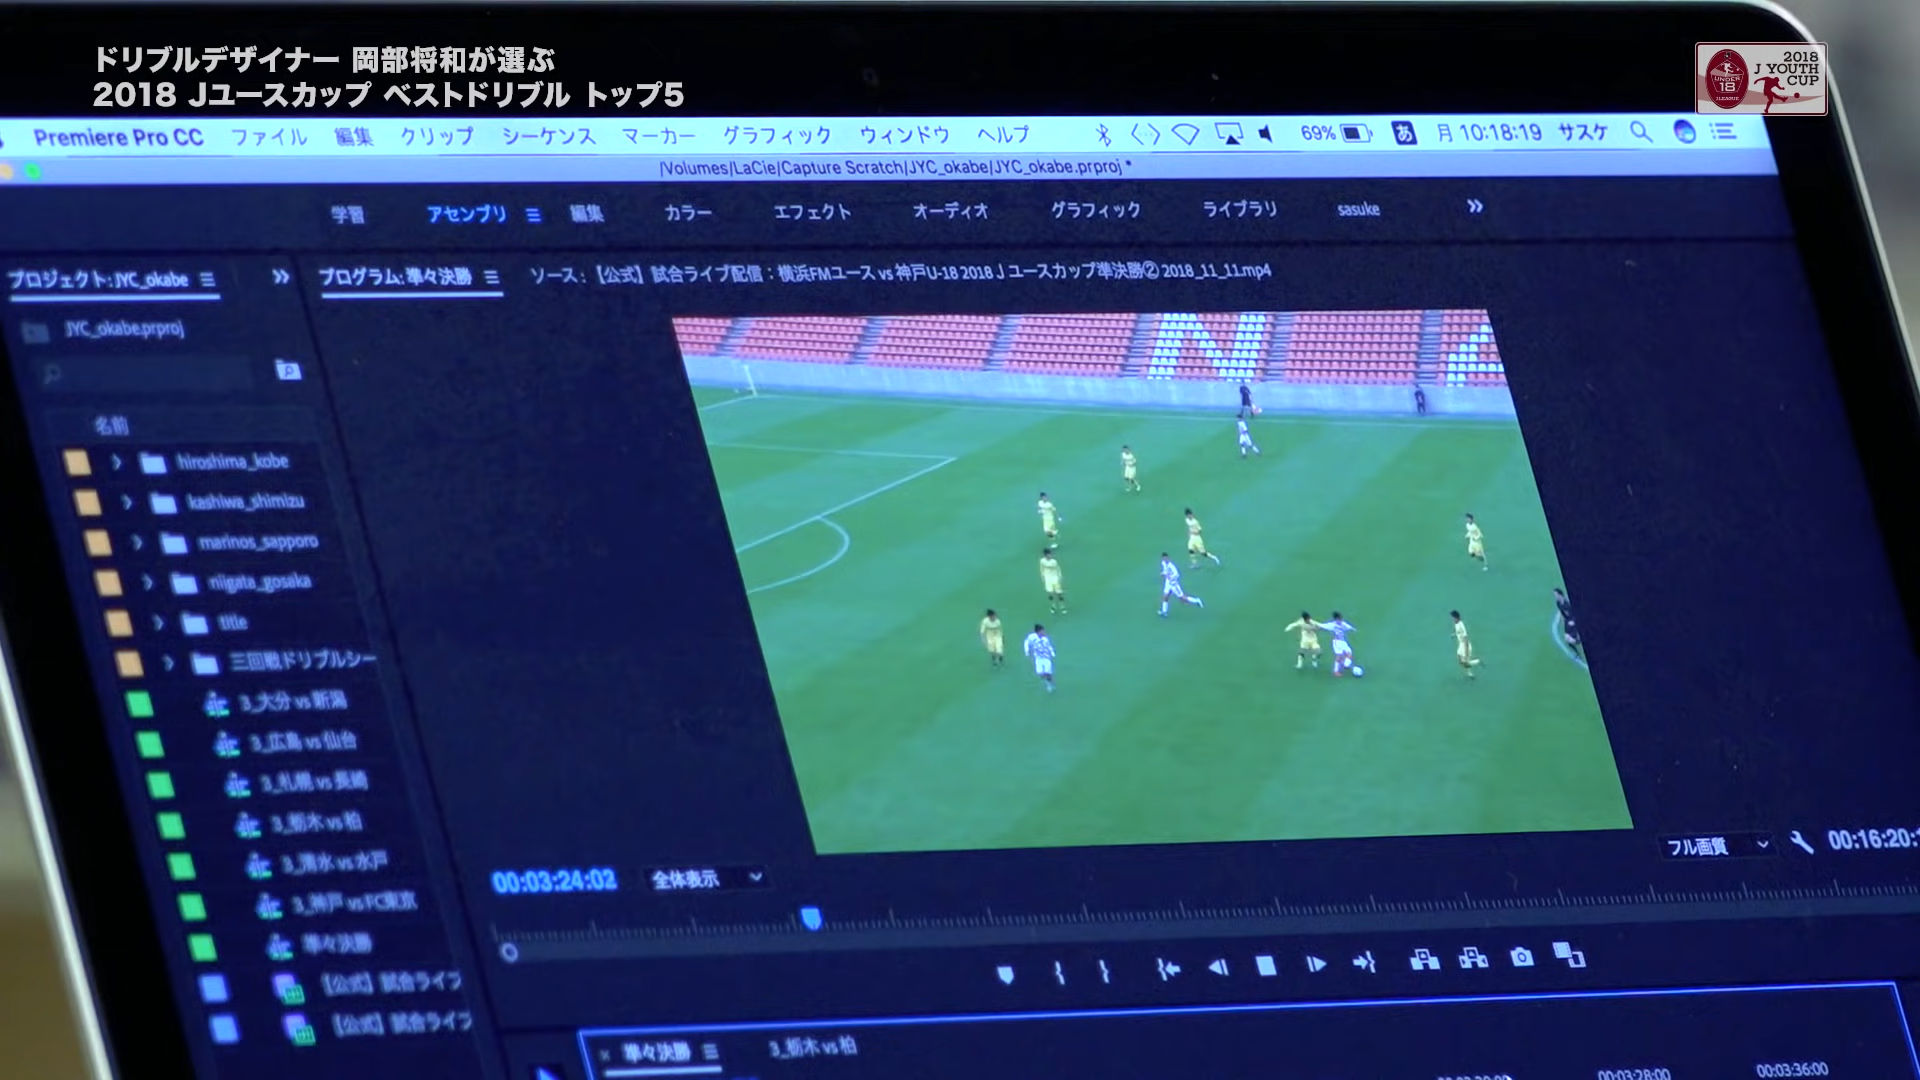 ドリブルデザイナー 岡部将和が選ぶ
2018 Jユースカップ ベストドリブル トップ5
2018
J YOUTH
CUP
UNDER
18
Premiere Pro CC ファイル 編集 クリップ シーケンス マーカー グラフィック ウィンドウ ヘルプ 69% あ 月 10:18:19 サスケ
/Volumes/LaCie/Capture Scratch/JYC_okabe/JYC_okabe.prproj *
学習 アセンブリ 編集 カラー エフェクト オーディオ グラフィック ライブラリ sasuke
プロジェクト: JYC_okabe
プログラム: 準々決勝
ソース: 【公式】試合ライブ配信:横浜FMユース vs 神戸U-18 2018 J ユースカップ準決勝② 2018_11_11.mp4
JYC_okabe.prproj
名前
hiroshima_kobe
kashiwa_shimizu
marinos_sapporo
niigata_gosaka
title
三回戦ドリブルシー
3_大分 vs 新潟
3_広島 vs 仙台
3_札幌 vs 長崎
3_栃木 vs 柏
3_清水 vs 水戸
3_神戸 vs FC東京
準々決勝
【公式】試合ライブ
【公式】試合ライブ
N
00:03:24:02 全体表示
フル画質 00:16:20:
準々決勝 3_栃木 vs 柏
00:03:28:00 00:03:36:00